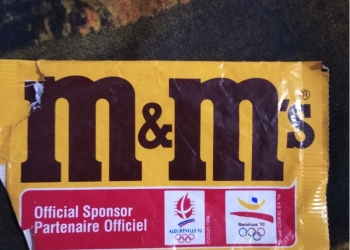 m&m's®
Official Sponsor
Partenaire Officiel
ALBERTVILLE 92
Barcelona'92